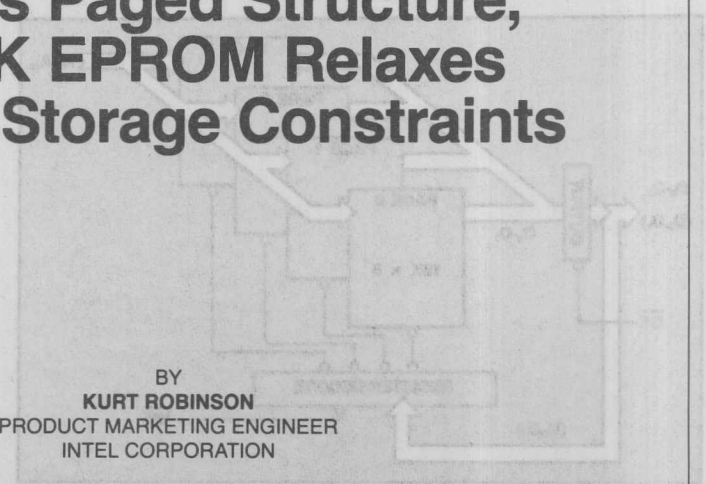 s Paged Structure,
K EPROM Relaxes
Storage Constraints
BY
KURT ROBINSON
PRODUCT MARKETING ENGINEER
INTEL CORPORATION